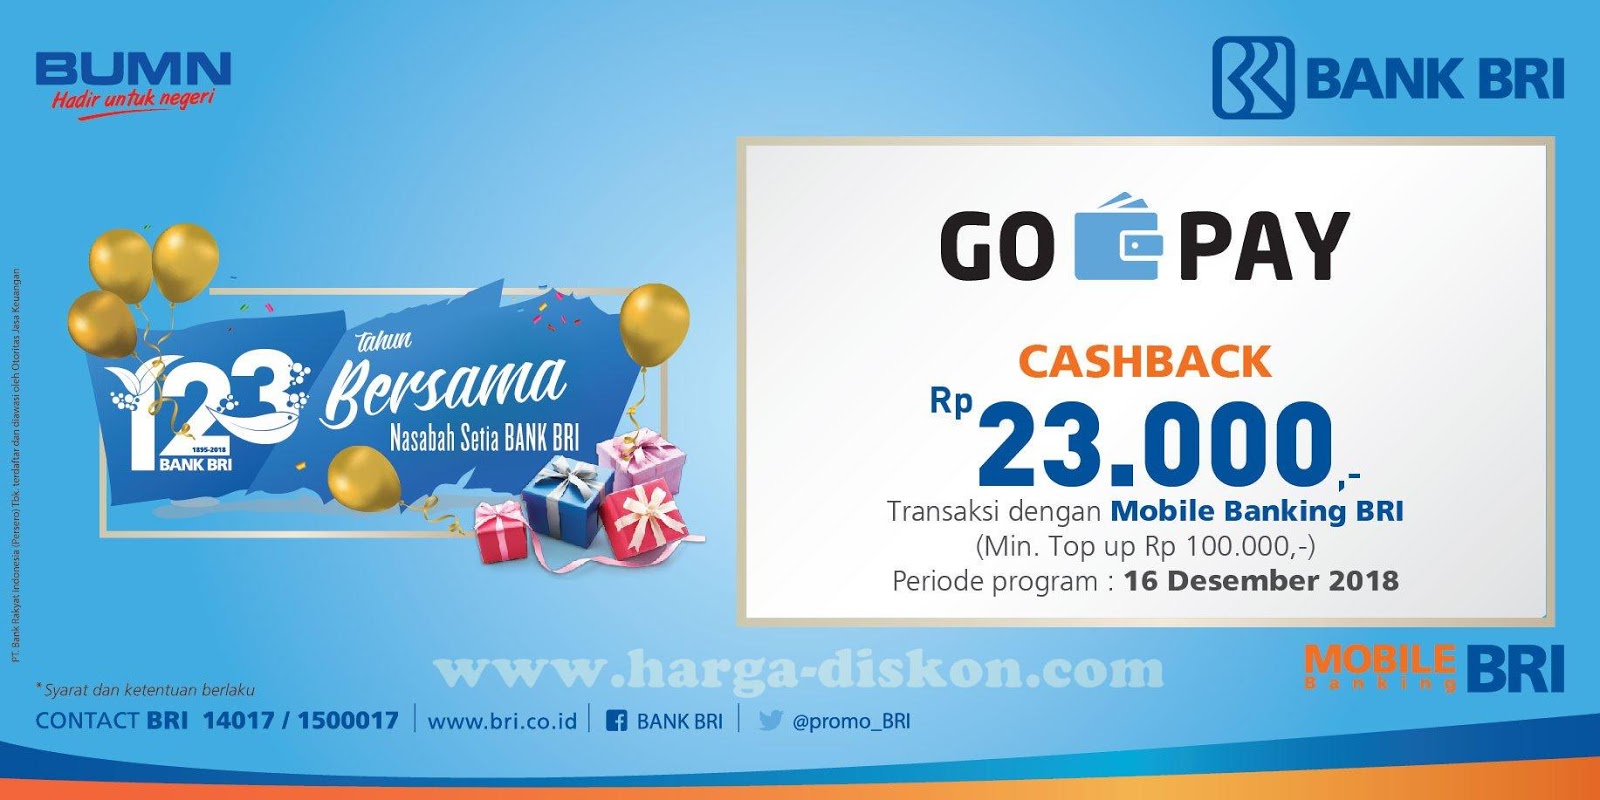 BUMN
Hadir untuk negeri
BANK BRI
GO PAY
CASHBACK
Rp 23.000,-
Transaksi dengan Mobile Banking BRI
(Min. Top up Rp 100.000,-)
Periode program : 16 Desember 2018
123
1895-2018
BANK BRI
tahun
Bersama
Nasabah Setia BANK BRI
PT. Bank Rakyat Indonesia (Persero) Tbk. terdaftar dan diawasi oleh Otoritas Jasa Keuangan
www.harga-diskon.com
MOBILE
Banking
BRI
*Syarat dan ketentuan berlaku
CONTACT BRI 14017 / 1500017 | www.bri.co.id | BANK BRI | @promo_BRI